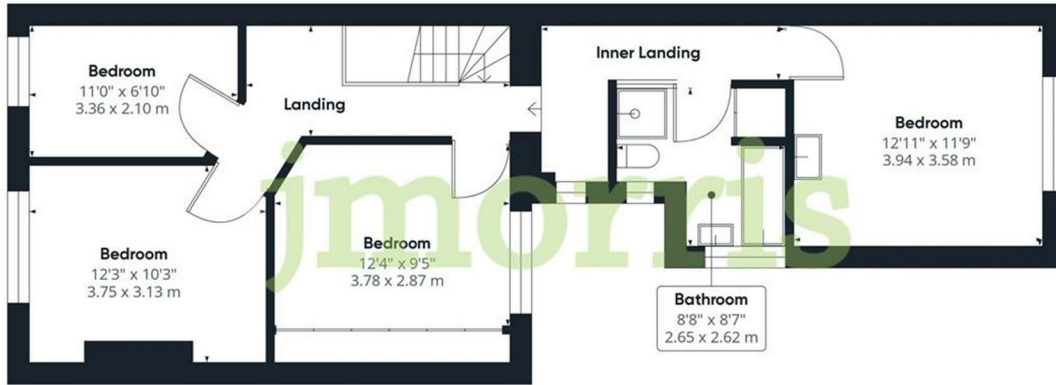 Bedroom
11'0" x 6'10"
3.36 x 2.10 m
Landing
Inner Landing
Bedroom
12'11" x 11'9"
3.94 x 3.58 m
Bedroom
12'3" x 10'3"
3.75 x 3.13 m
Bedroom
12'4" x 9'5"
3.78 x 2.87 m
jmorris
Bathroom
8'8" x 8'7"
2.65 x 2.62 m